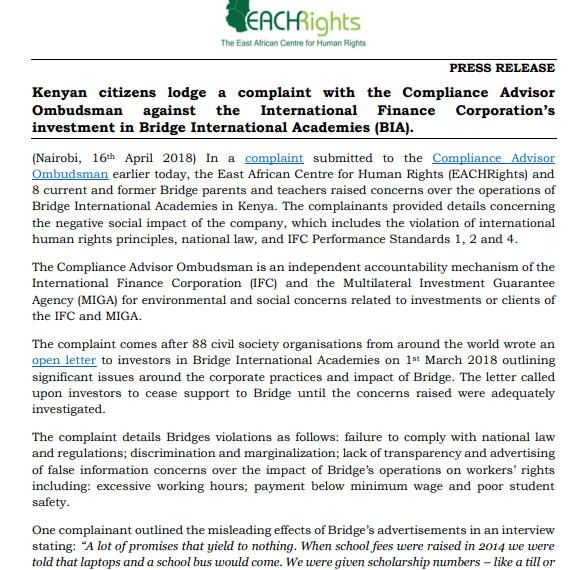 EACHRights
The East African Centre for Human Rights
PRESS RELEASE
Kenyan citizens lodge a complaint with the Compliance Advisor
Ombudsman against the International Finance Corporation's
investment in Bridge International Academies (BIA).
(Nairobi, 16th April 2018) In a complaint submitted to the Compliance Advisor
Ombudsman earlier today, the East African Centre for Human Rights (EACHRights) and
8 current and former Bridge parents and teachers raised concerns over the operations of
Bridge International Academies in Kenya. The complainants provided details concerning
the negative social impact of the company, which includes the violation of international
human rights principles, national law, and IFC Performance Standards 1, 2 and 4.
The Compliance Advisor Ombudsman is an independent accountability mechanism of the
International Finance Corporation (IFC) and the Multilateral Investment Guarantee
Agency (MIGA) for environmental and social concerns related to investments or clients of
the IFC and MIGA.
The complaint comes after 88 civil society organisations from around the world wrote an
open letter to investors in Bridge International Academies on 1st March 2018 outlining
significant issues around the corporate practices and impact of Bridge. The letter called
upon investors to cease support to Bridge until the concerns raised were adequately
investigated.
The complaint details Bridges violations as follows: failure to comply with national law
and regulations; discrimination and marginalization; lack of transparency and advertising
of false information concerns over the impact of Bridge's operations on workers' rights
including: excessive working hours; payment below minimum wage and poor student
safety.
One complainant outlined the misleading effects of Bridge's advertisements in an interview
stating: "A lot of promises that yield to nothing. When school fees were raised in 2014 we were
told that laptops and a school bus would come. We were given scholarship numbers – like a till or